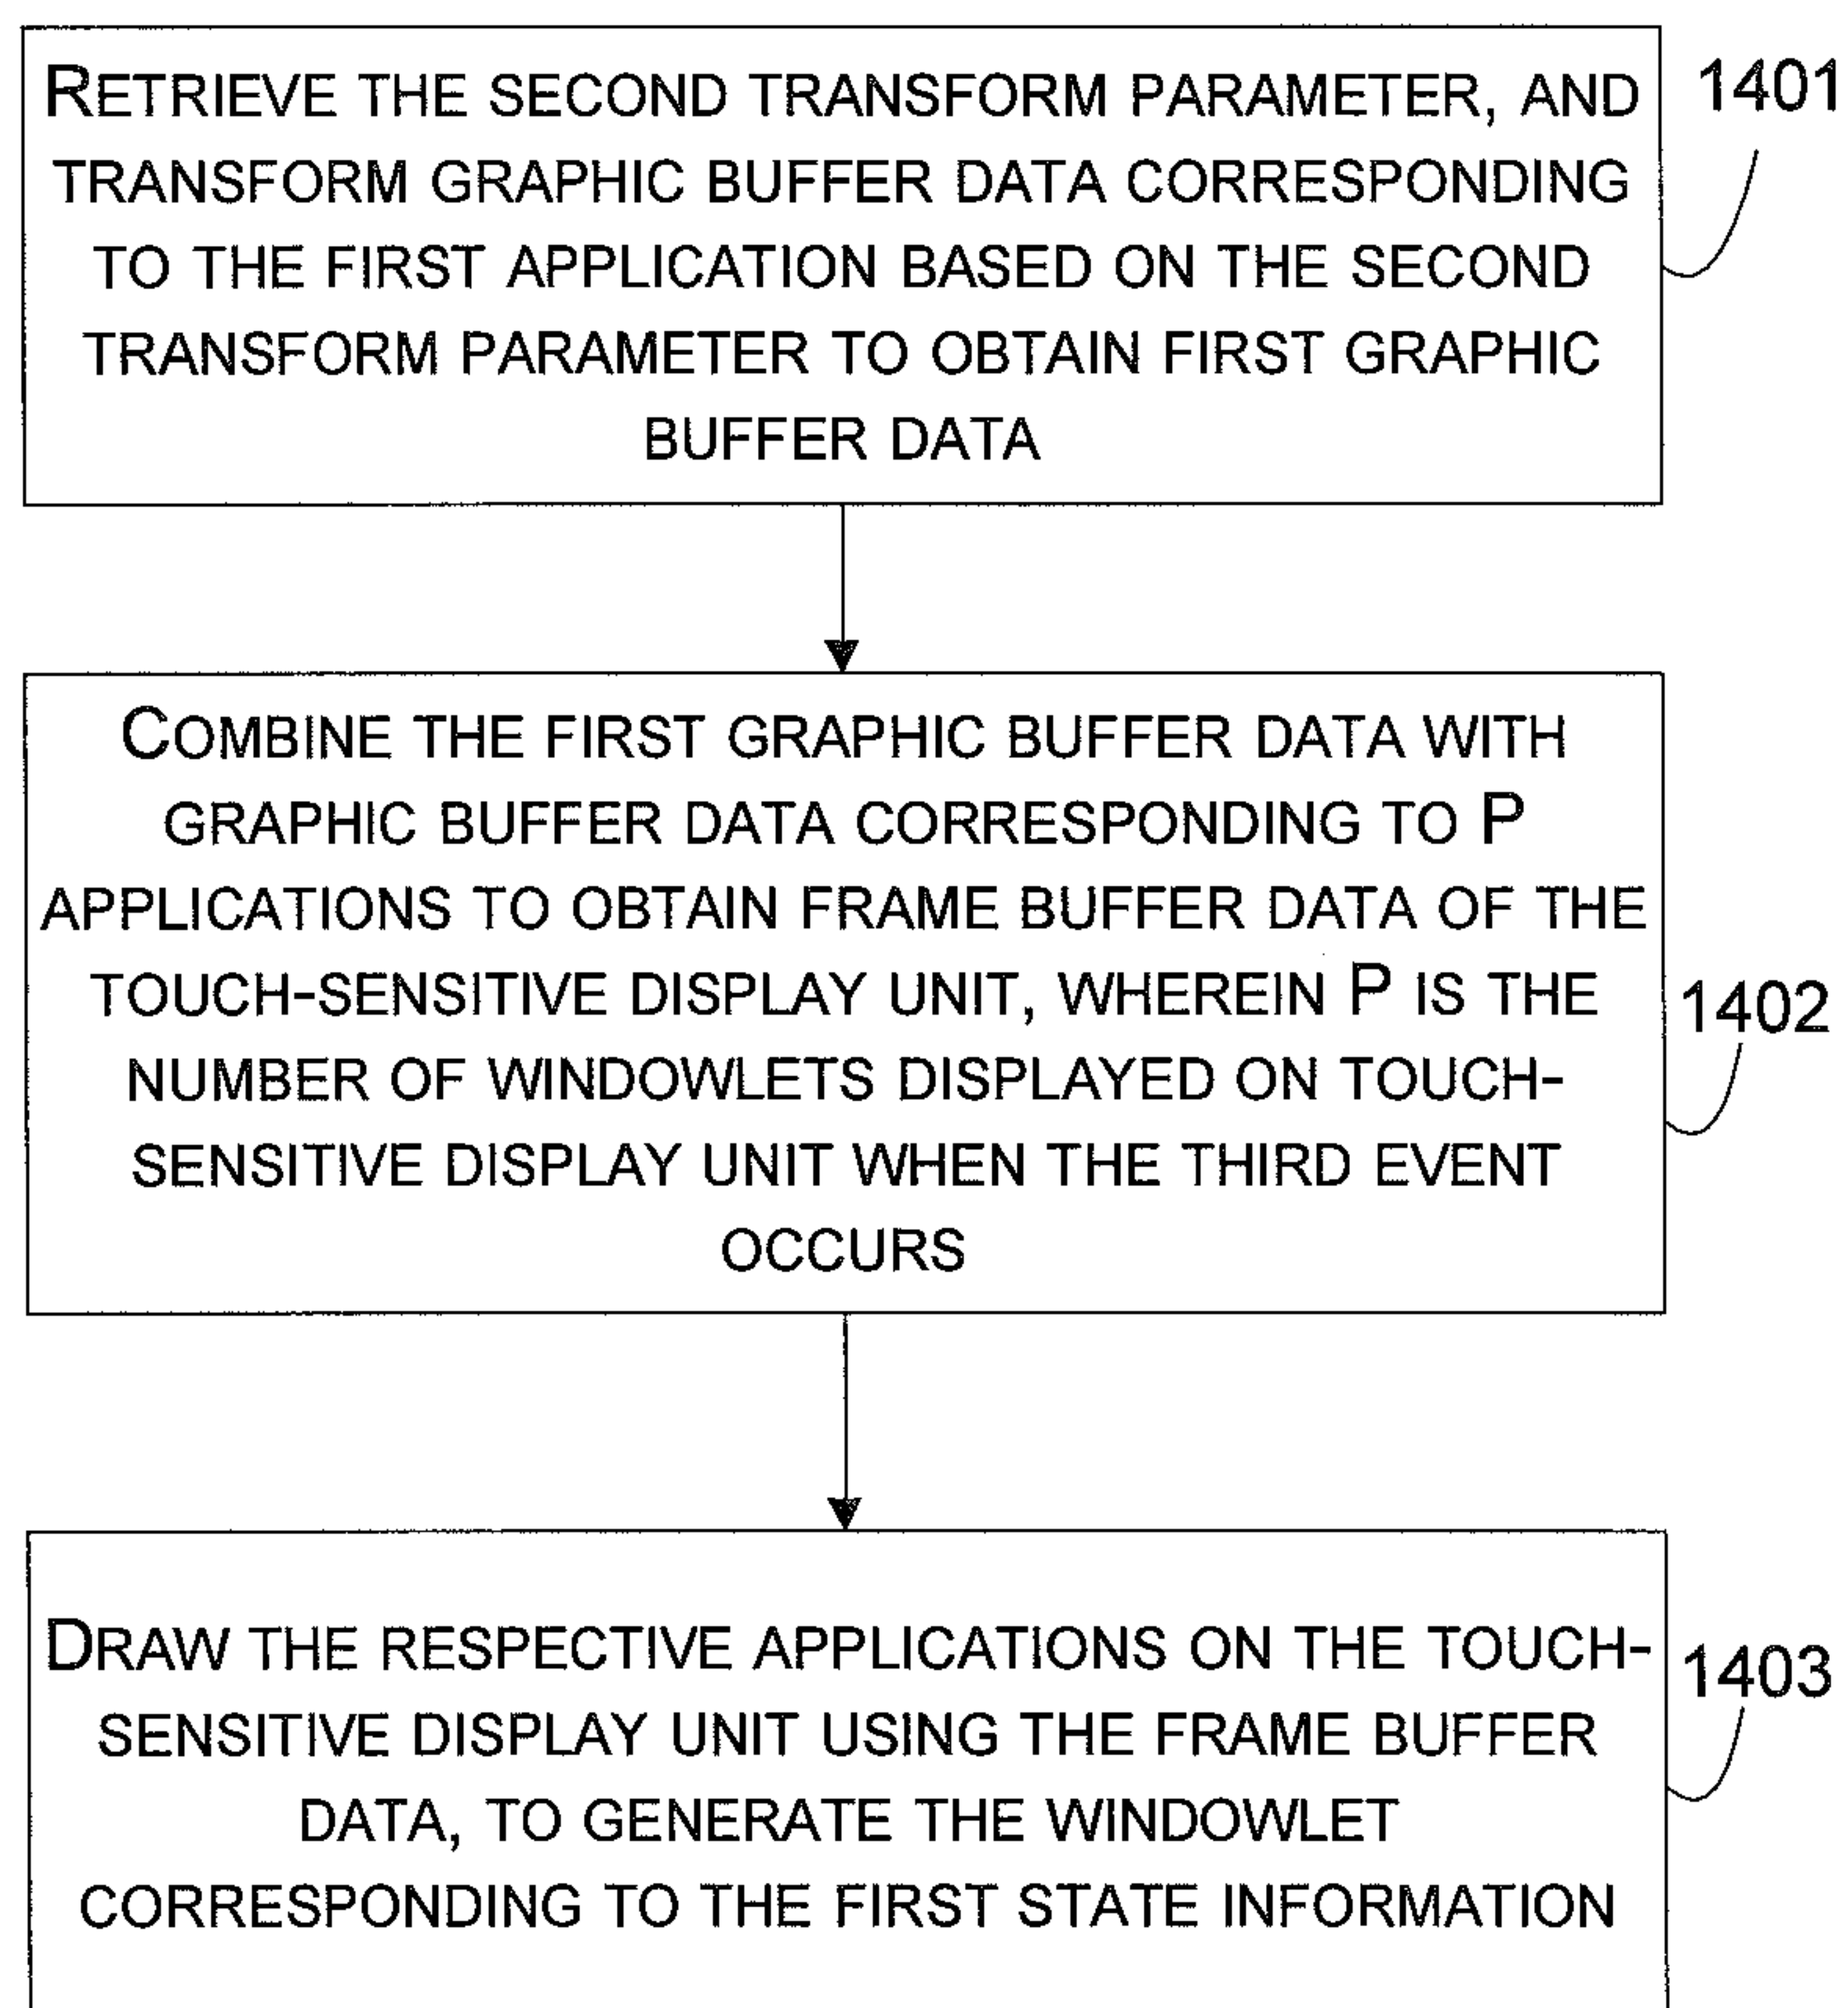 RETRIEVE THE SECOND TRANSFORM PARAMETER, AND
TRANSFORM GRAPHIC BUFFER DATA CORRESPONDING
TO THE FIRST APPLICATION BASED ON THE SECOND
TRANSFORM PARAMETER TO OBTAIN FIRST GRAPHIC
BUFFER DATA
1401
COMBINE THE FIRST GRAPHIC BUFFER DATA WITH
GRAPHIC BUFFER DATA CORRESPONDING TO P
APPLICATIONS TO OBTAIN FRAME BUFFER DATA OF THE
TOUCH-SENSITIVE DISPLAY UNIT, WHEREIN P IS THE
NUMBER OF WINDOWLETS DISPLAYED ON TOUCH-
SENSITIVE DISPLAY UNIT WHEN THE THIRD EVENT
OCCURS
1402
DRAW THE RESPECTIVE APPLICATIONS ON THE TOUCH-
SENSITIVE DISPLAY UNIT USING THE FRAME BUFFER
DATA, TO GENERATE THE WINDOWLET
CORRESPONDING TO THE FIRST STATE INFORMATION
1403